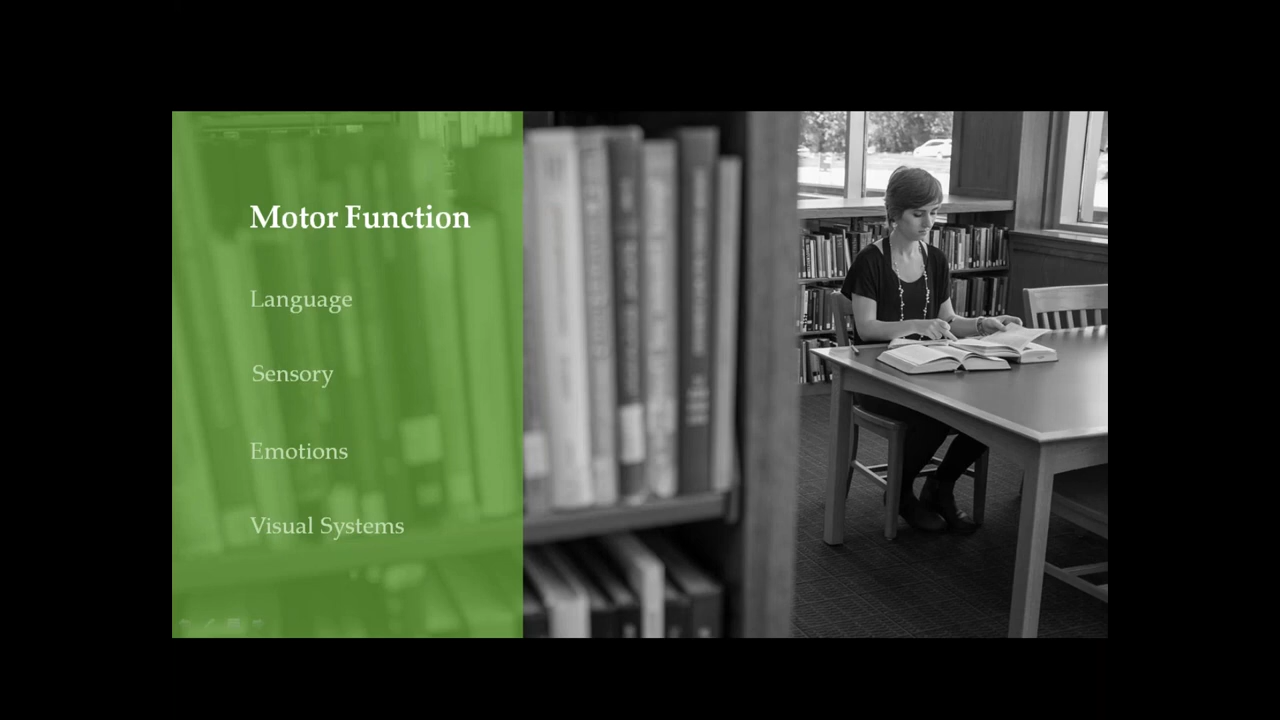 Motor Function
Language
Sensory
Emotions
Visual Systems